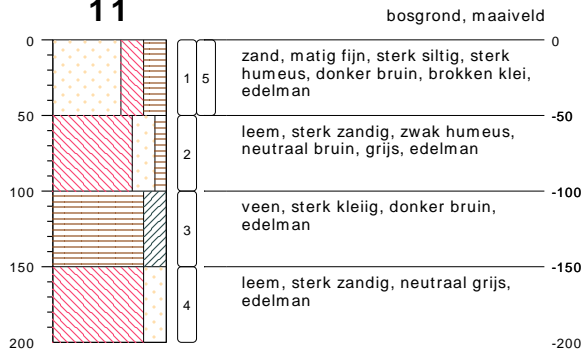 11
bosgrond, maaiveld
0
0
zand, matig fijn, sterk siltig, sterk
humeus, donker bruin, brokken klei,
edelman
1 5
50
-50
leem, sterk zandig, zwak humeus,
neutraal bruin, grijs, edelman
2
100
-100
veen, sterk kleiig, donker bruin,
edelman
3
150
-150
leem, sterk zandig, neutraal grijs,
edelman
4
200
-200